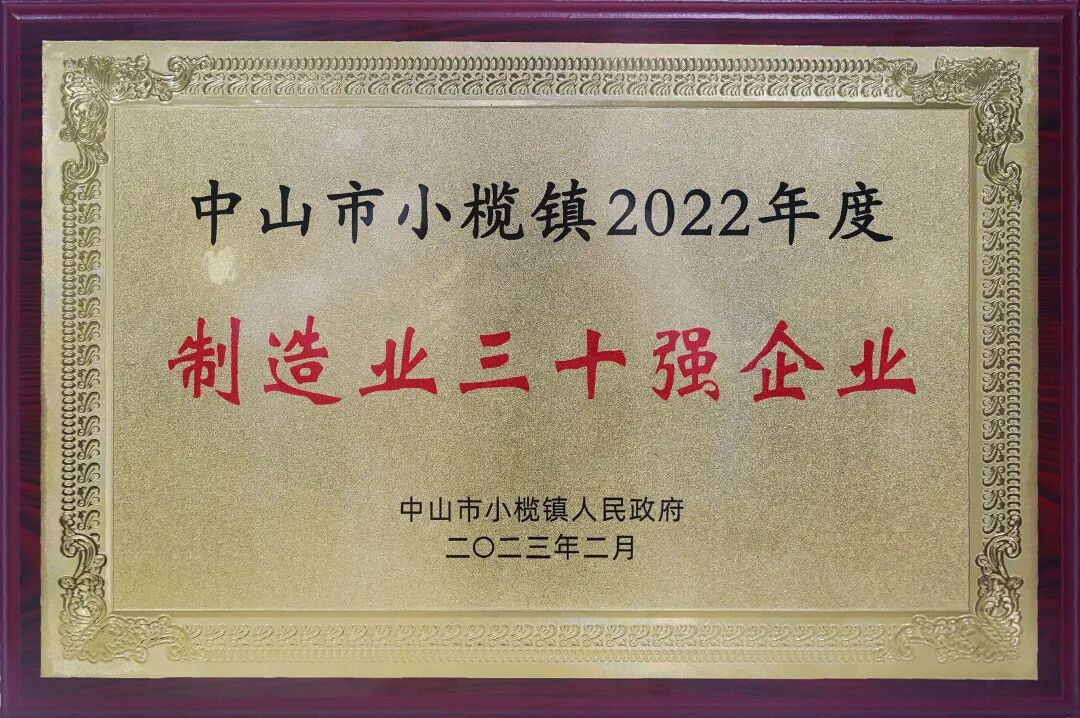 中山市小榄镇2022年度
制造业三十强企业
中山市小榄镇人民政府
二〇二三年二月